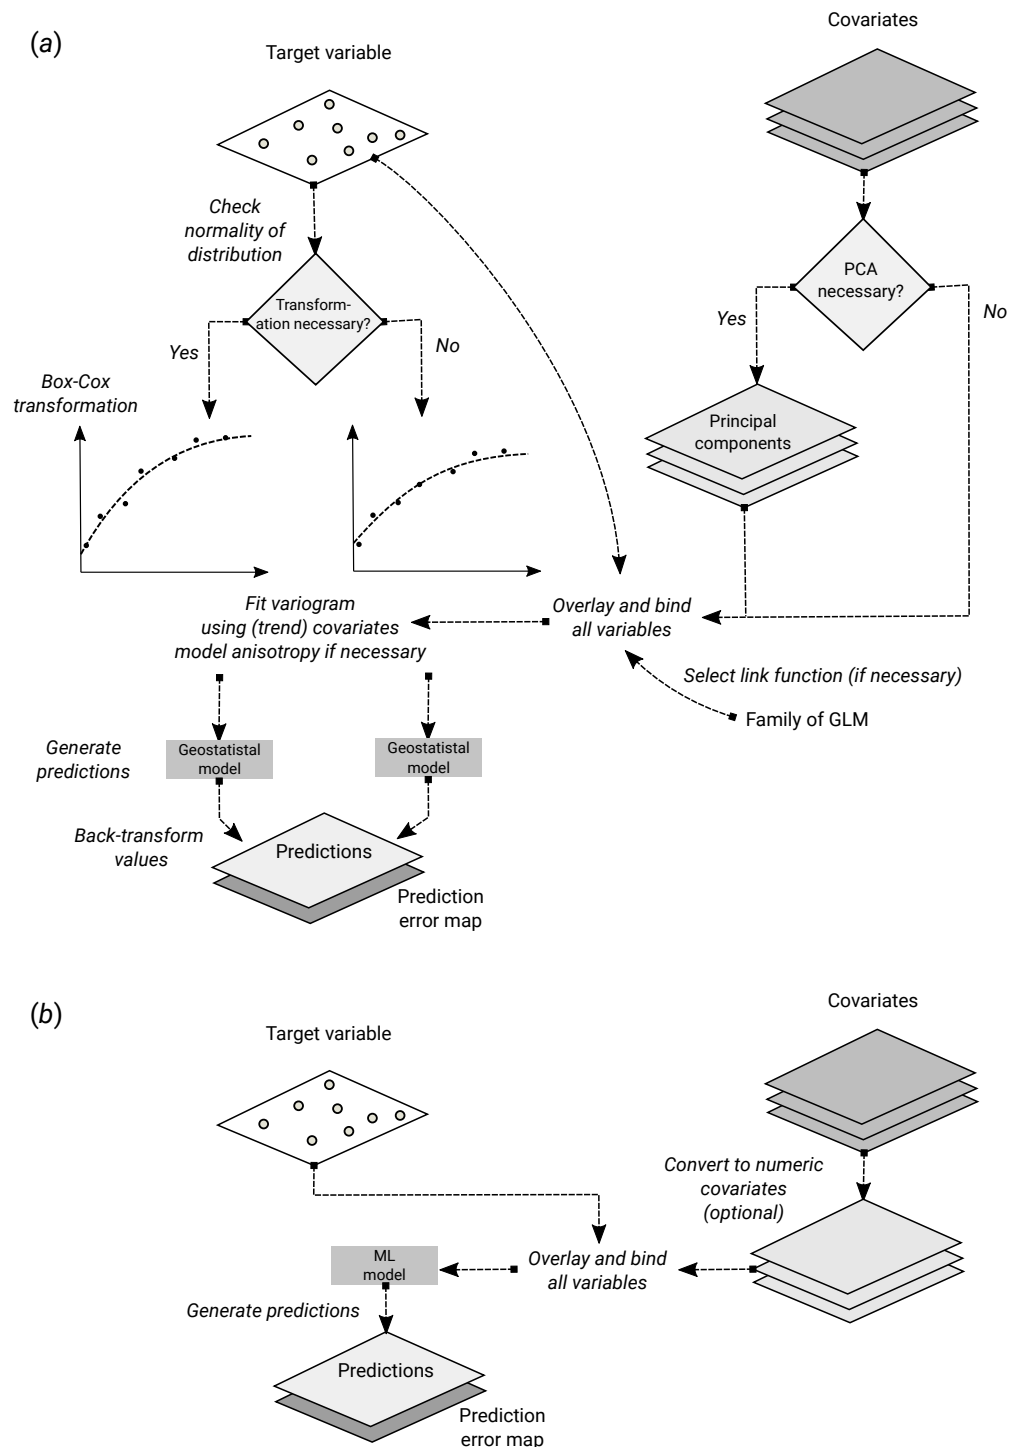 (a)
Covariates
Target variable
Check
normality of
distribution
PCA
necessary?
Transform-
ation necessary?
Yes
No
Yes
No
Box-Cox
transformation
Principal
components
Fit variogram
using (trend) covariates
model anisotropy if necessary
Overlay and bind
all variables
Select link function (if necessary)
Family of GLM
Generate
predictions
Geostatistal
model
Geostatistal
model
Back-transform
values
Predictions
Prediction
error map
(b)
Covariates
Target variable
Convert to numeric
covariates
(optional)
ML
model
Overlay and bind
all variables
Generate predictions
Predictions
Prediction
error map